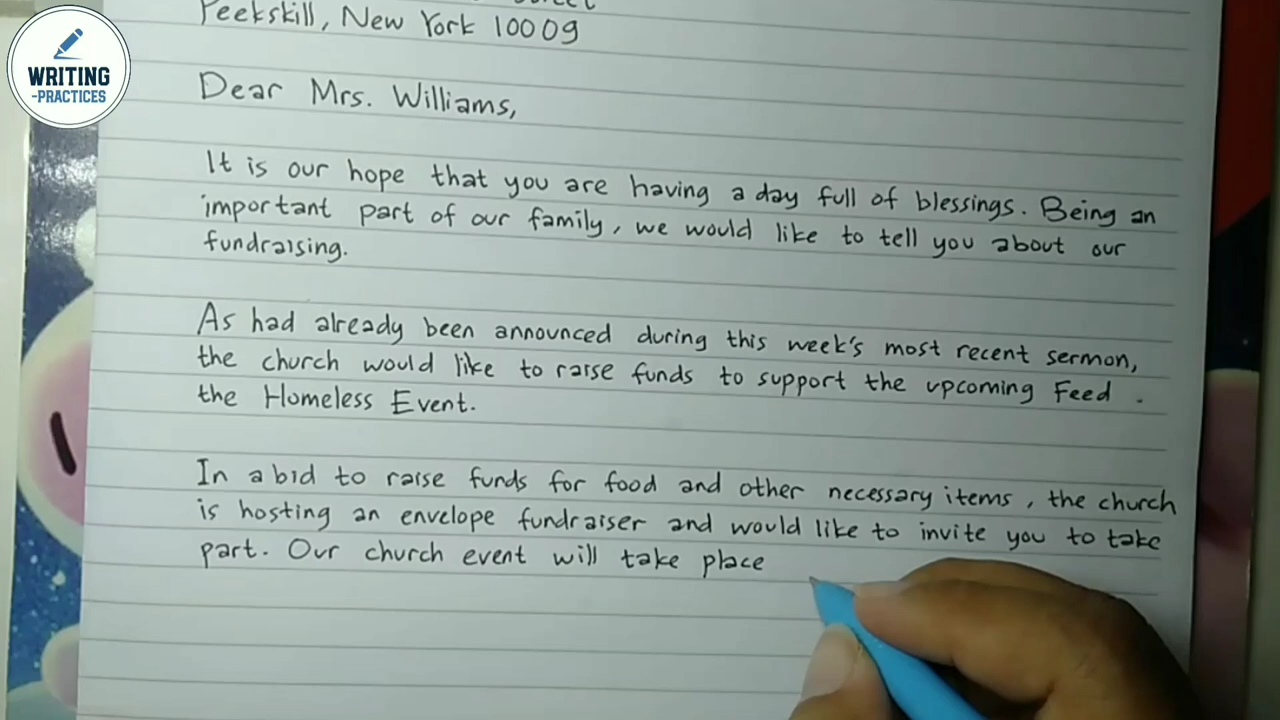 WRITING
-PRACTICES
Peekskill, New York 10009
Dear Mrs. Williams,
It is our hope that you are having a day full of blessings. Being an
important part of our family, we would like to tell you about our
fundraising.
As had already been announced during this week's most recent sermon,
the church would like to raise funds to support the upcoming Feed
the Homeless Event.
In a bid to raise funds for food and other necessary items, the church
is hosting an envelope fundraiser and would like to invite you to take
part. Our church event will take place